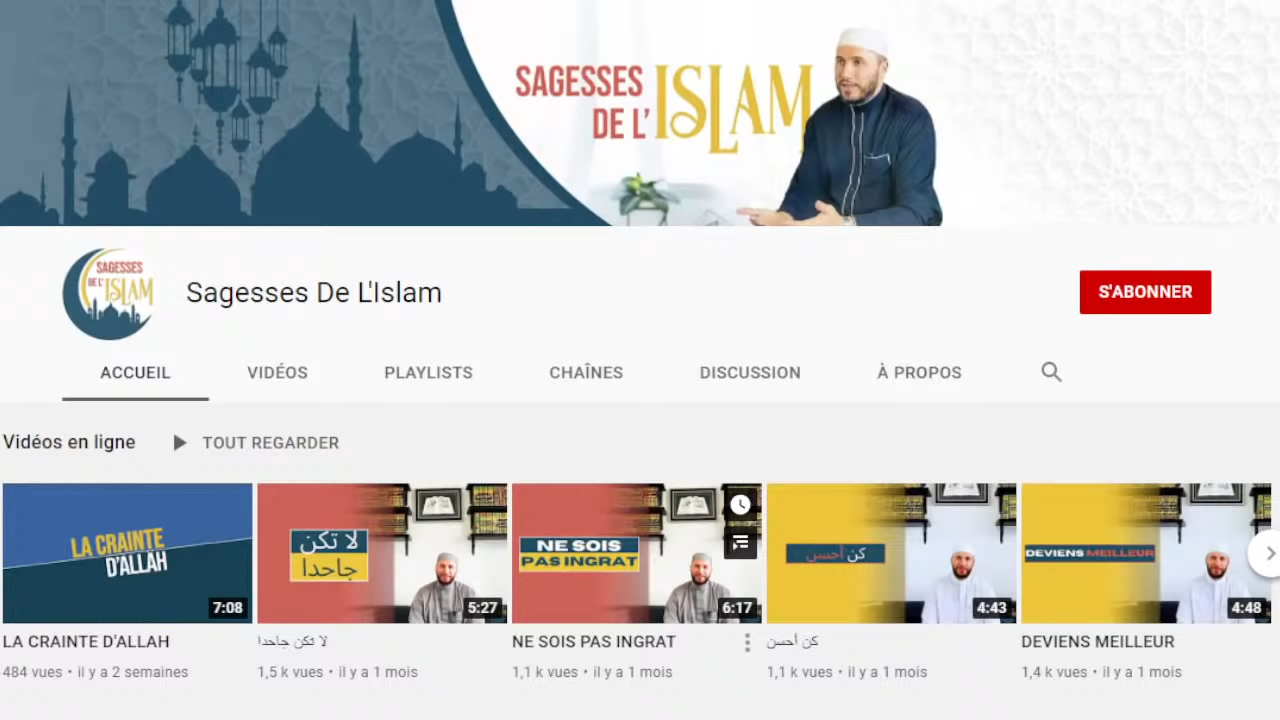 SAGESSES
DE L'ISLAM
SAGESSES
DE L'ISLAM
Sagesses De L'Islam
S'ABONNER
ACCUEIL VIDÉOS PLAYLISTS CHAÎNES DISCUSSION À PROPOS
Vidéos en ligne TOUT REGARDER
LA CRAINTE
D'ALLAH
7:08
لا تكن
جاحدا
5:27
NE SOIS
PAS INGRAT
6:17
كن أحسن
4:43
DEVIENS MEILLEUR
4:48
LA CRAINTE D'ALLAH
484 vues • il y a 2 semaines
لا تكن جاحدا
1,5 k vues • il y a 1 mois
NE SOIS PAS INGRAT
1,1 k vues • il y a 1 mois
كن أحسن
1,1 k vues • il y a 1 mois
DEVIENS MEILLEUR
1,4 k vues • il y a 1 mois